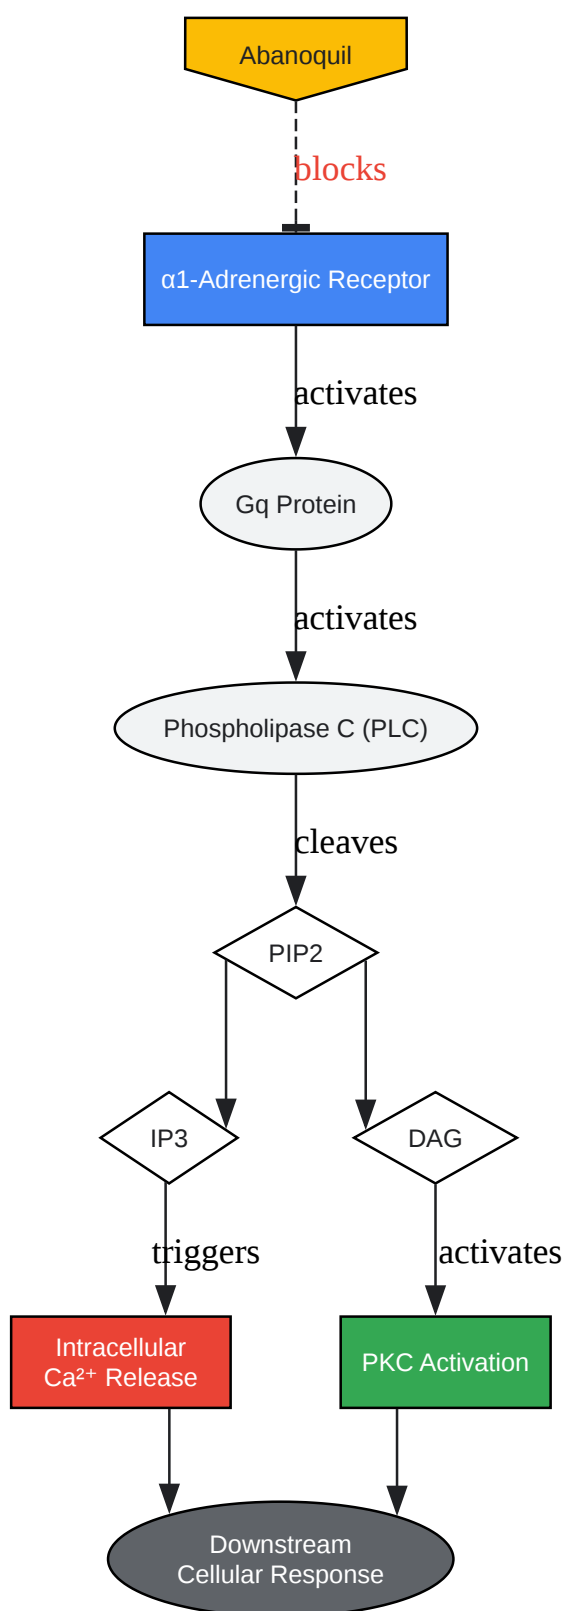 Abanoquil
blocks
α1-Adrenergic Receptor
activates
Gq Protein
activates
Phospholipase C (PLC)
cleaves
PIP2
IP3
DAG
triggers
activates
Intracellular
Ca²⁺ Release
PKC Activation
Downstream
Cellular Response